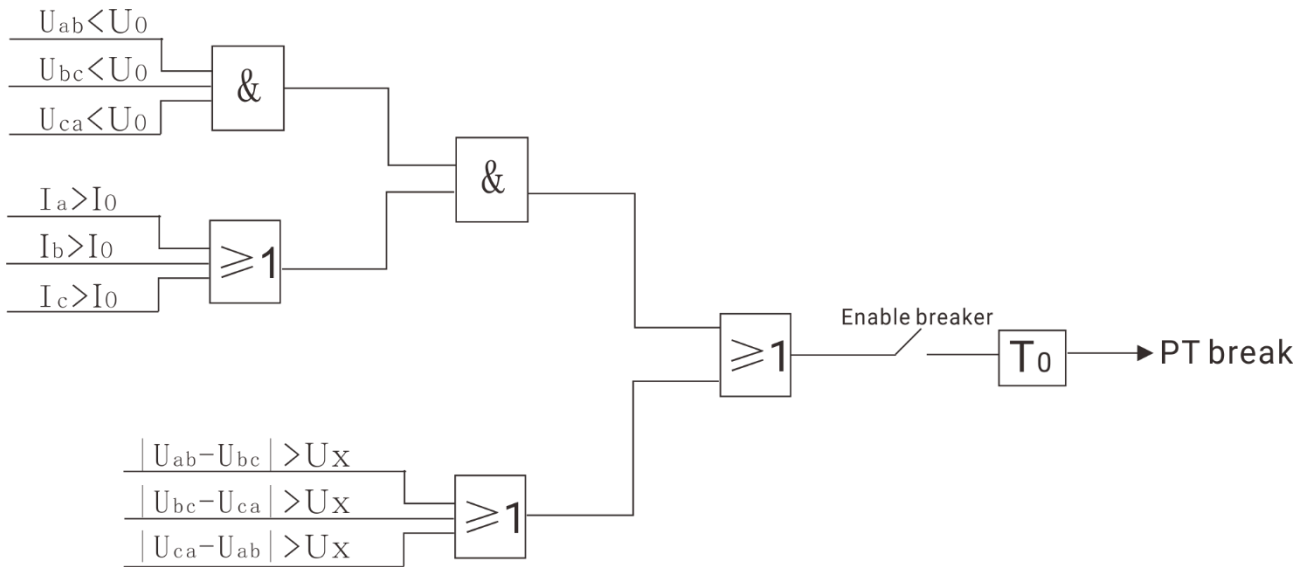 Uab<U0
Ubc<U0
Uca<U0
&
&
Ia>I0
Ib>I0
Ic>I0
≥1
Enable breaker
≥1
T0
PT break
|Uab-Ubc|>Ux
|Ubc-Uca|>Ux
|Uca-Uab|>Ux
≥1